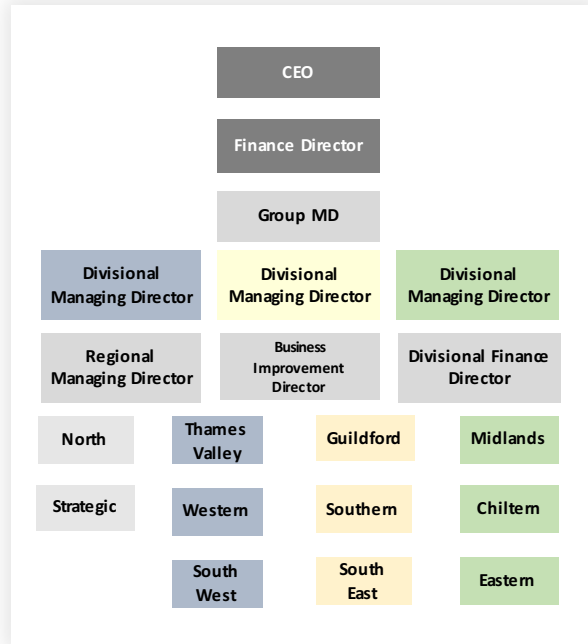 CEO
Finance Director
Group MD
Divisional
Managing Director
Divisional
Managing Director
Divisional
Managing Director
Regional
Managing Director
Business
Improvement
Director
Divisional Finance
Director
North
Thames
Valley
Guildford
Midlands
Strategic
Western
Southern
Chiltern
South
West
South
East
Eastern